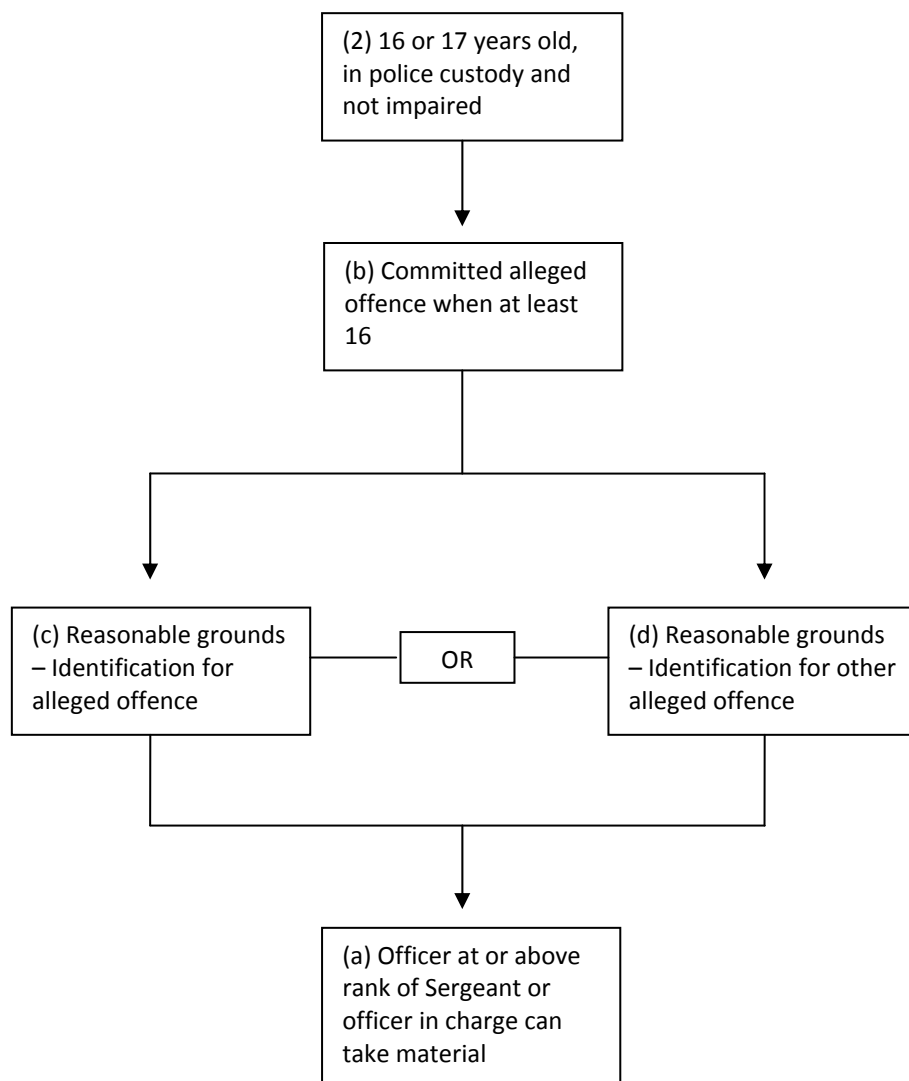 (2) 16 or 17 years old,
in police custody and
not impaired
(b) Committed alleged
offence when at least
16
(c) Reasonable grounds
– Identification for
alleged offence
OR
(d) Reasonable grounds
– Identification for other
alleged offence
(a) Officer at or above
rank of Sergeant or
officer in charge can
take material